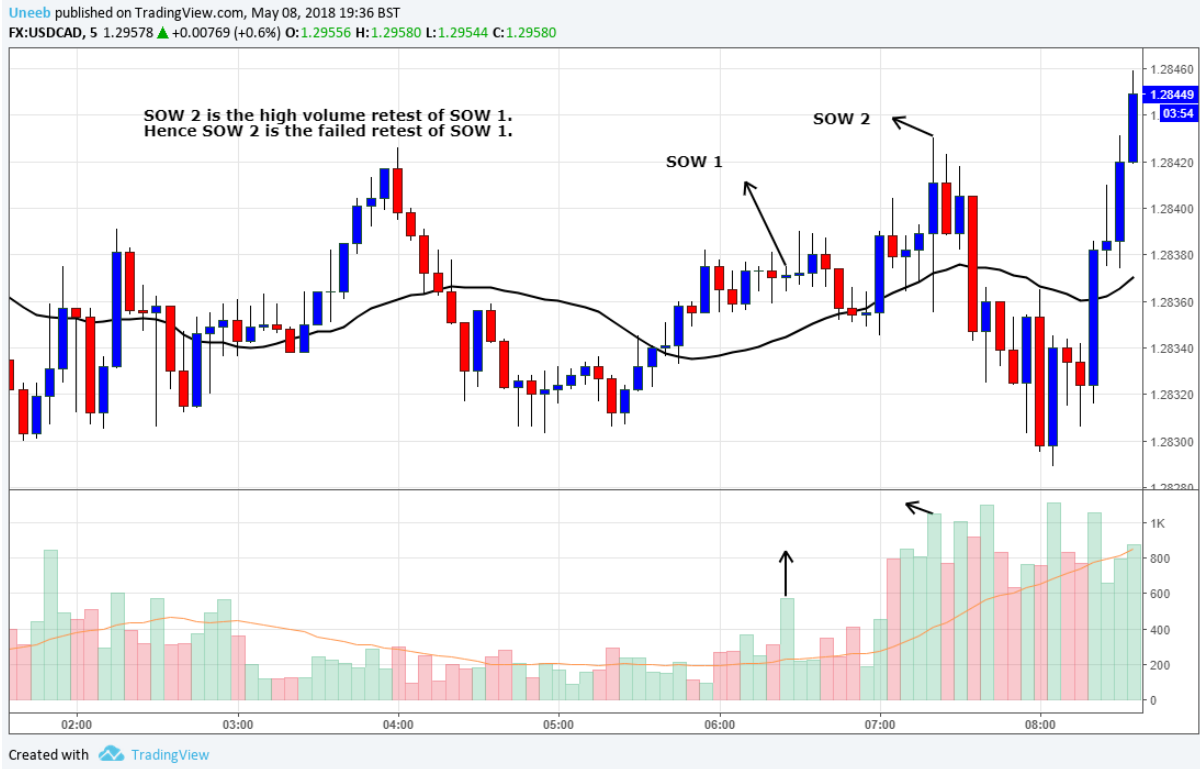 Uneeb published on TradingView.com, May 08, 2018 19:36 BST
FX:USDCAD, 5 1.29578 ▲ +0.00769 (+0.6%) O:1.29556 H:1.29580 L:1.29544 C:1.29580
SOW 2 is the high volume retest of SOW 1.
Hence SOW 2 is the failed retest of SOW 1.
SOW 1
SOW 2
1.28460
1.28449
03:54
1.28420
1.28400
1.28380
1.28360
1.28340
1.28320
1.28300
1.28280
1K
800
600
400
200
0
02:00 03:00 04:00 05:00 06:00 07:00 08:00
Created with TradingView